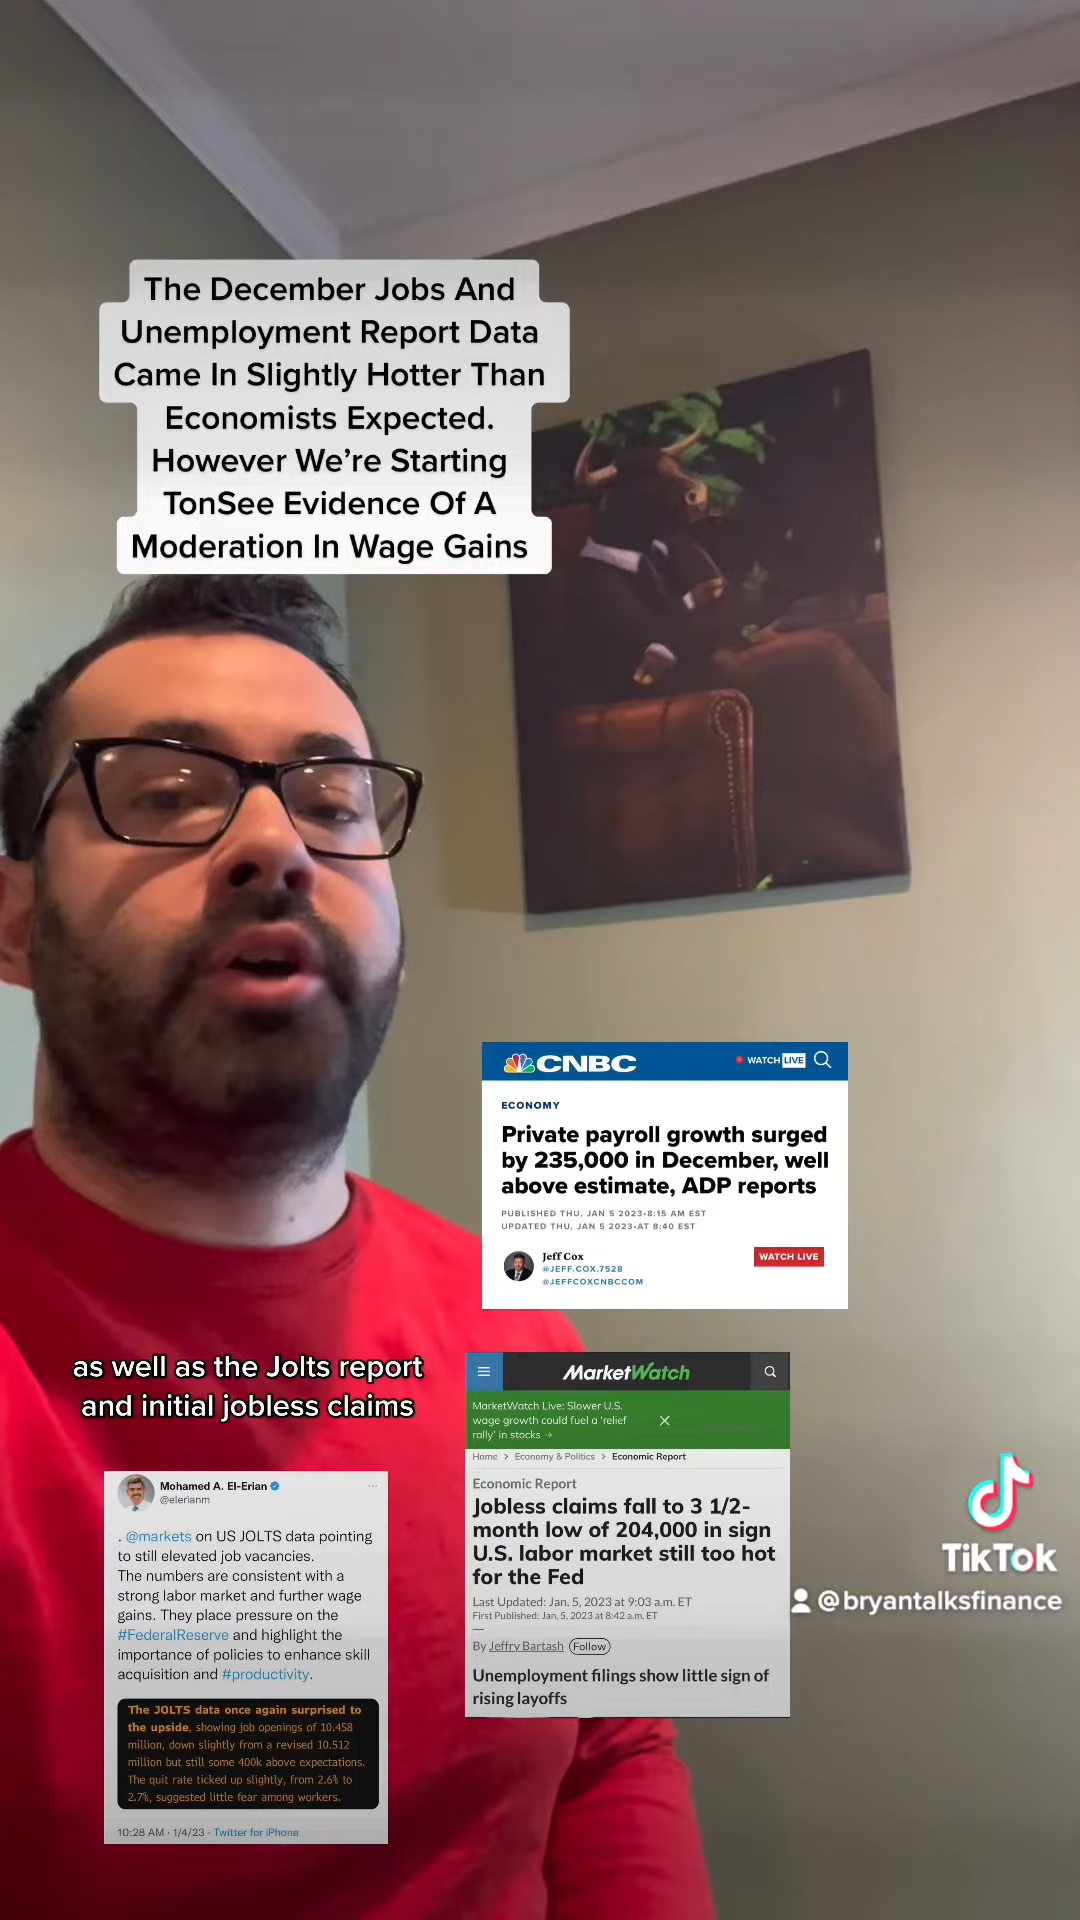 The December Jobs And
Unemployment Report Data
Came In Slightly Hotter Than
Economists Expected.
However We’re Starting
TonSee Evidence Of A
Moderation In Wage Gains
CNBC
WATCH LIVE
ECONOMY
Private payroll growth surged
by 235,000 in December, well
above estimate, ADP reports
PUBLISHED THU, JAN 5 2023•8:15 AM EST
UPDATED THU, JAN 5 2023•AT 8:40 EST
Jeff Cox
@JEFF.COX.7528
@JEFFCOXCNBCCOM
WATCH LIVE
as well as the Jolts report
and initial jobless claims
MarketWatch
MarketWatch Live: Slower U.S.
wage growth could fuel a ‘relief
rally’ in stocks →
Home > Economy & Politics > Economic Report
Economic Report
Jobless claims fall to 3 1/2-
month low of 204,000 in sign
U.S. labor market still too hot
for the Fed
Last Updated: Jan. 5, 2023 at 9:03 a.m. ET
First Published: Jan. 5, 2023 at 8:42 a.m. ET
By Jeffry Bartash Follow
Unemployment filings show little sign of
rising layoffs
Mohamed A. El-Erian
@elerianm
. @markets on US JOLTS data pointing
to still elevated job vacancies.
The numbers are consistent with a
strong labor market and further wage
gains. They place pressure on the
#FederalReserve and highlight the
importance of policies to enhance skill
acquisition and #productivity.
The JOLTS data once again surprised to
the upside, showing job openings of 10.458
million, down slightly from a revised 10.512
million but still some 400k above expectations.
The quit rate ticked up slightly, from 2.6% to
2.7%, suggested little fear among workers.
10:28 AM · 1/4/23 · Twitter for iPhone
TikTok
@bryantalksfinance